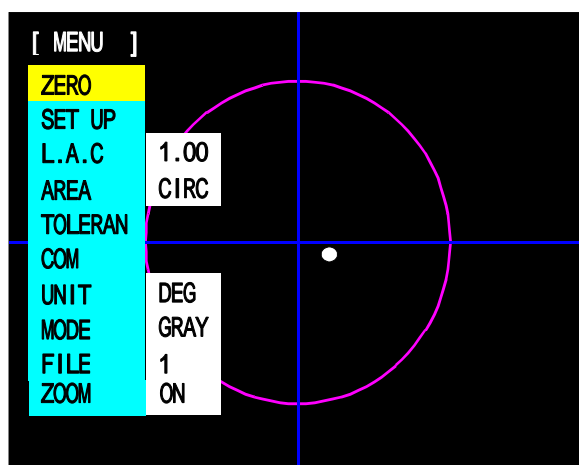 [ MENU ]
ZERO
SET UP
L.A.C 1.00
AREA CIRC
TOLERAN
COM
UNIT DEG
MODE GRAY
FILE 1
ZOOM ON